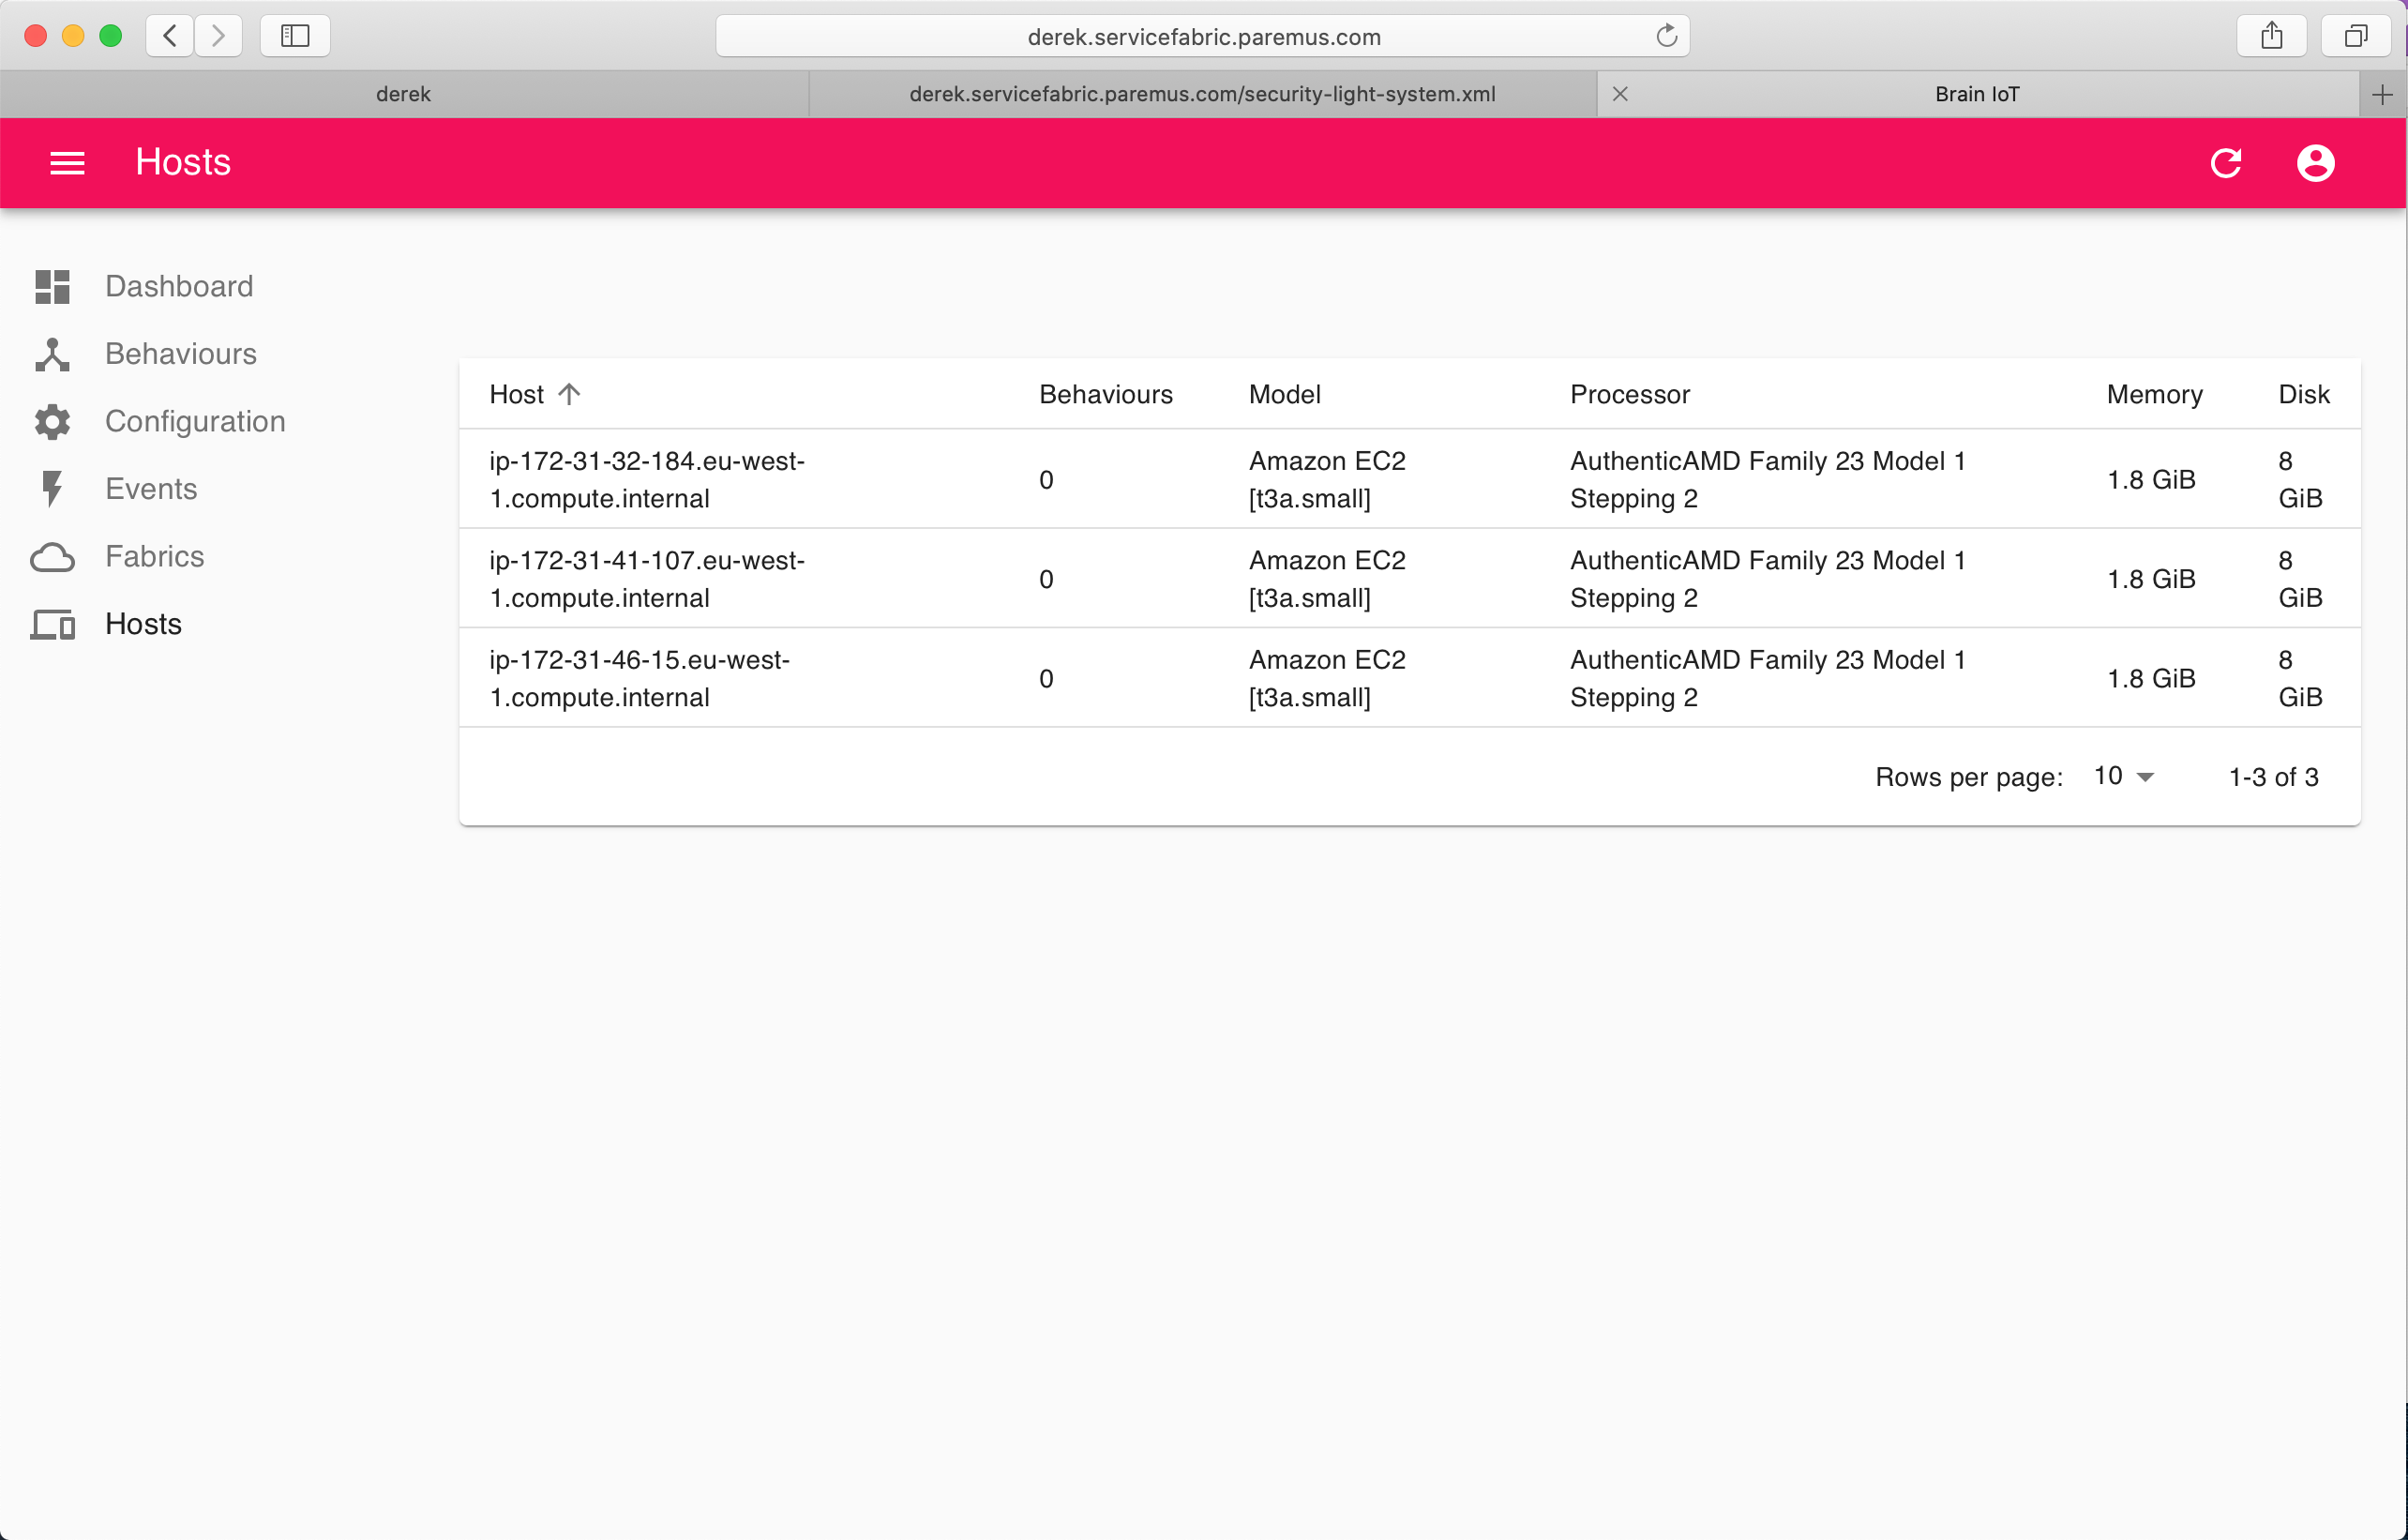 derek.servicefabric.paremus.com
derek
derek.servicefabric.paremus.com/security-light-system.xml
Brain IoT
Hosts
Dashboard
Behaviours
Configuration
Events
Fabrics
Hosts
Host Behaviours Model Processor Memory Disk
ip-172-31-32-184.eu-west-
1.compute.internal
0
Amazon EC2
[t3a.small]
AuthenticAMD Family 23 Model 1
Stepping 2
1.8 GiB
8
GiB
ip-172-31-41-107.eu-west-
1.compute.internal
0
Amazon EC2
[t3a.small]
AuthenticAMD Family 23 Model 1
Stepping 2
1.8 GiB
8
GiB
ip-172-31-46-15.eu-west-
1.compute.internal
0
Amazon EC2
[t3a.small]
AuthenticAMD Family 23 Model 1
Stepping 2
1.8 GiB
8
GiB
Rows per page: 10 1-3 of 3